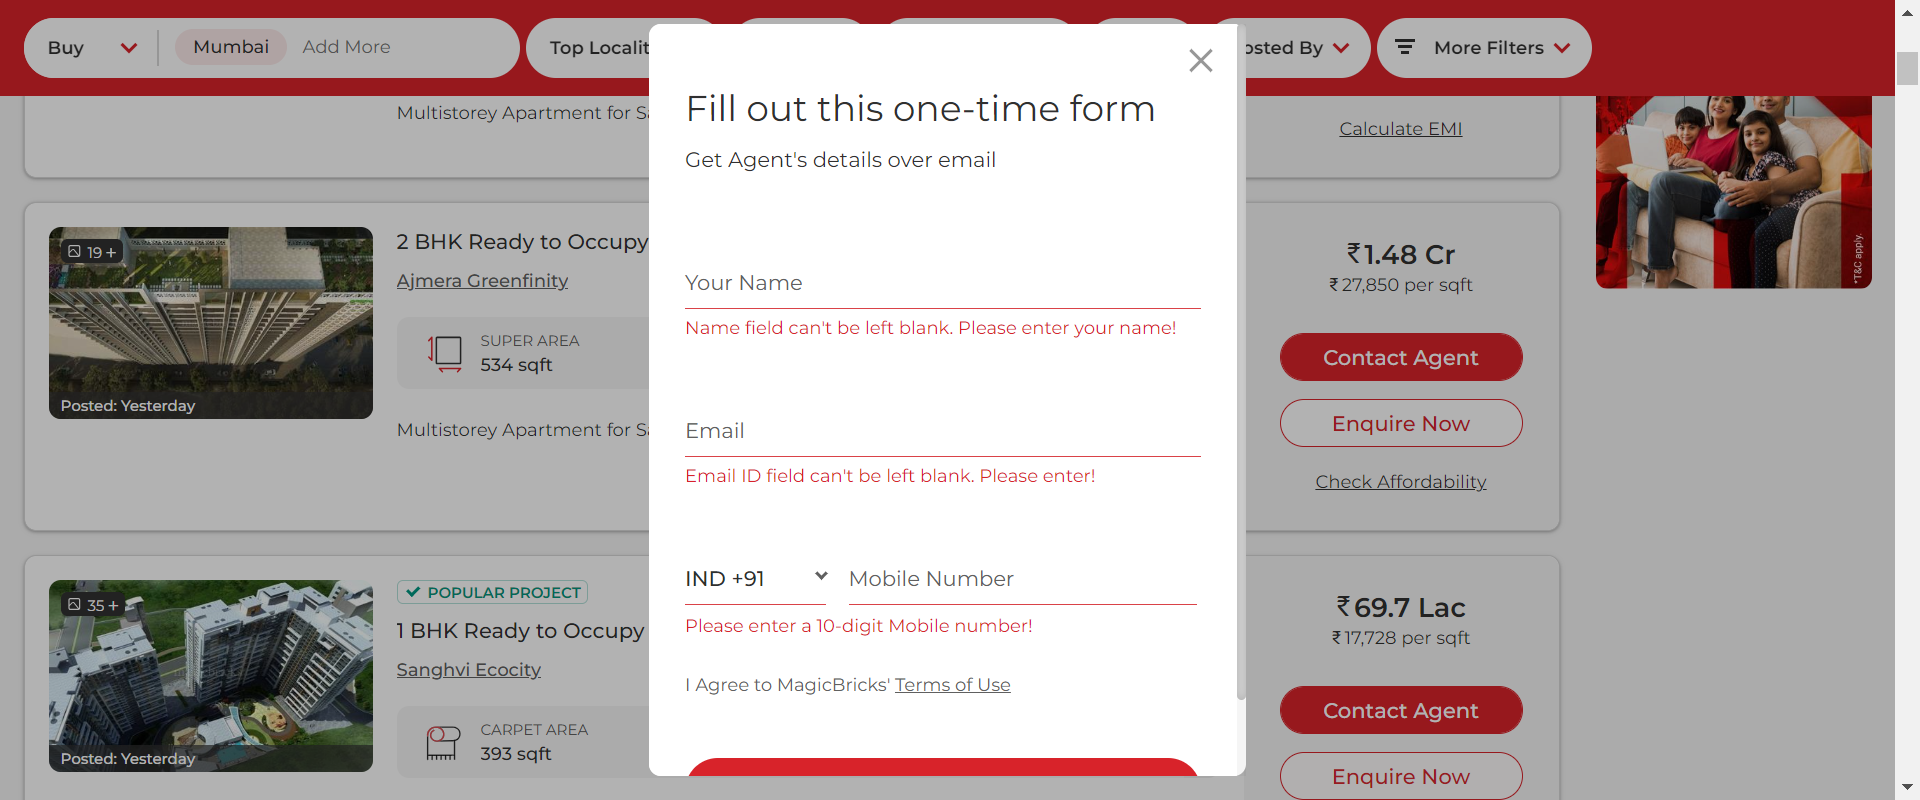 Buy
Mumbai
Add More
Top Localit
osted By
More Filters
Multistorey Apartment for Sa
Calculate EMI
*T&C apply.
19+
Posted: Yesterday
2 BHK Ready to Occupy
Ajmera Greenfinity
SUPER AREA
534 sqft
Multistorey Apartment for Sa
₹1.48 Cr
₹27,850 per sqft
Contact Agent
Enquire Now
Check Affordability
35+
Posted: Yesterday
POPULAR PROJECT
1 BHK Ready to Occupy
Sanghvi Ecocity
CARPET AREA
393 sqft
₹69.7 Lac
₹17,728 per sqft
Contact Agent
Enquire Now
Fill out this one-time form
Get Agent's details over email
Your Name
Name field can't be left blank. Please enter your name!
Email
Email ID field can't be left blank. Please enter!
IND +91
Mobile Number
Please enter a 10-digit Mobile number!
I Agree to MagicBricks' Terms of Use